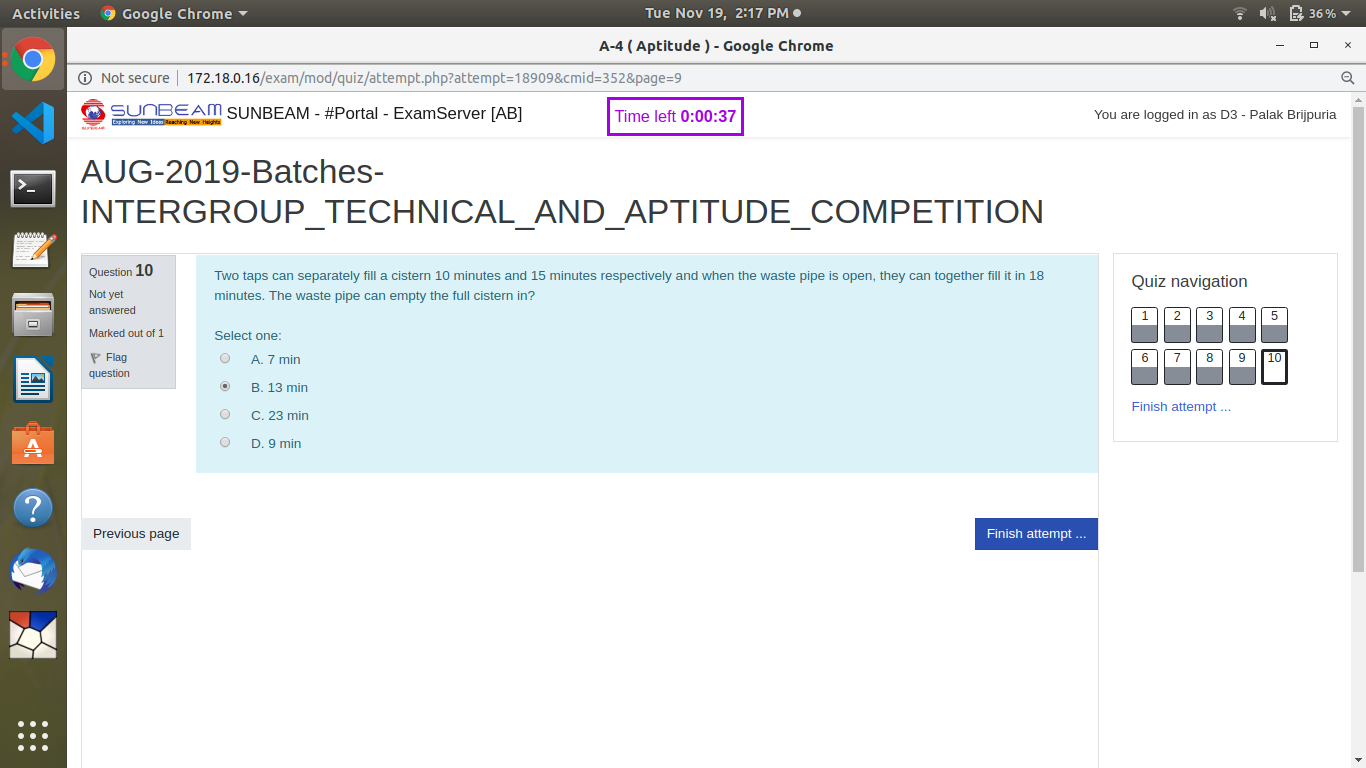 Activities
Google Chrome
Tue Nov 19, 2:17 PM
36 %
A-4 ( Aptitude ) - Google Chrome
Not secure
172.18.0.16/exam/mod/quiz/attempt.php?attempt=18909&cmid=352&page=9
SUNBEAM
Exploring New Ideas Reaching New Heights
SUNBEAM
SUNBEAM - #Portal - ExamServer [AB]
Time left 0:00:37
You are logged in as D3 - Palak Brijpuria
AUG-2019-Batches-
INTERGROUP_TECHNICAL_AND_APTITUDE_COMPETITION
Question 10
Not yet
answered
Marked out of 1
Flag
question
Two taps can separately fill a cistern 10 minutes and 15 minutes respectively and when the waste pipe is open, they can together fill it in 18
minutes. The waste pipe can empty the full cistern in?
Select one:
A. 7 min
B. 13 min
C. 23 min
D. 9 min
Previous page
Finish attempt ...
Quiz navigation
1 2 3 4 5
6 7 8 9 10
Finish attempt ...